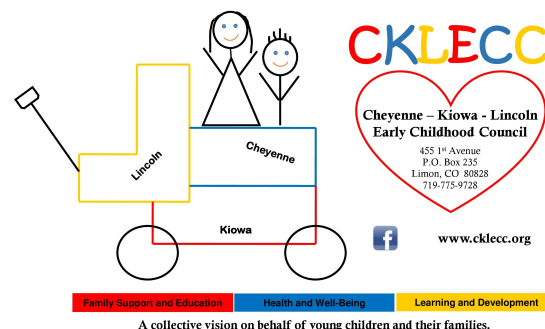 CKLECC
Cheyenne – Kiowa - Lincoln
Early Childhood Council
455 1st Avenue
P.O. Box 235
Limon, CO 80828
719-775-9728
Lincoln
Cheyenne
Kiowa
f
www.cklecc.org
Family Support and Education
Health and Well-Being
Learning and Development
A collective vision on behalf of young children and their families.